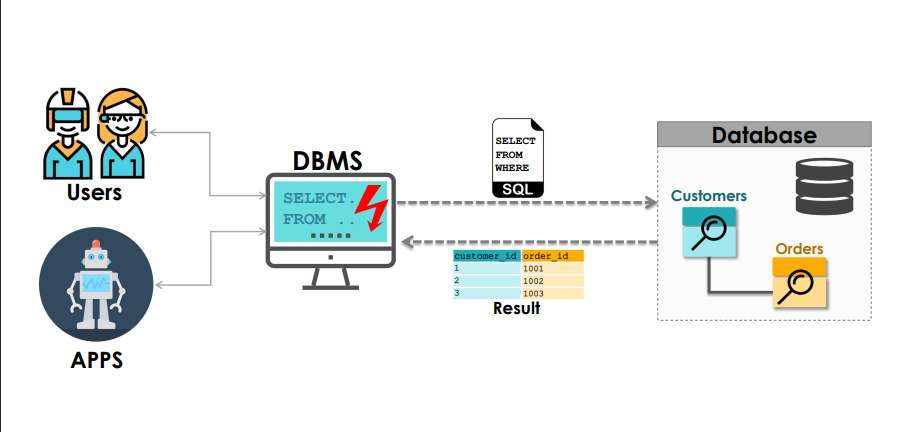 Users
APPS
DBMS
SELECT.
FROM ..
SELECT
FROM
WHERE
SQL
customer_id order_id
1 1001
2 1002
3 1003
Result
Database
Customers
Orders